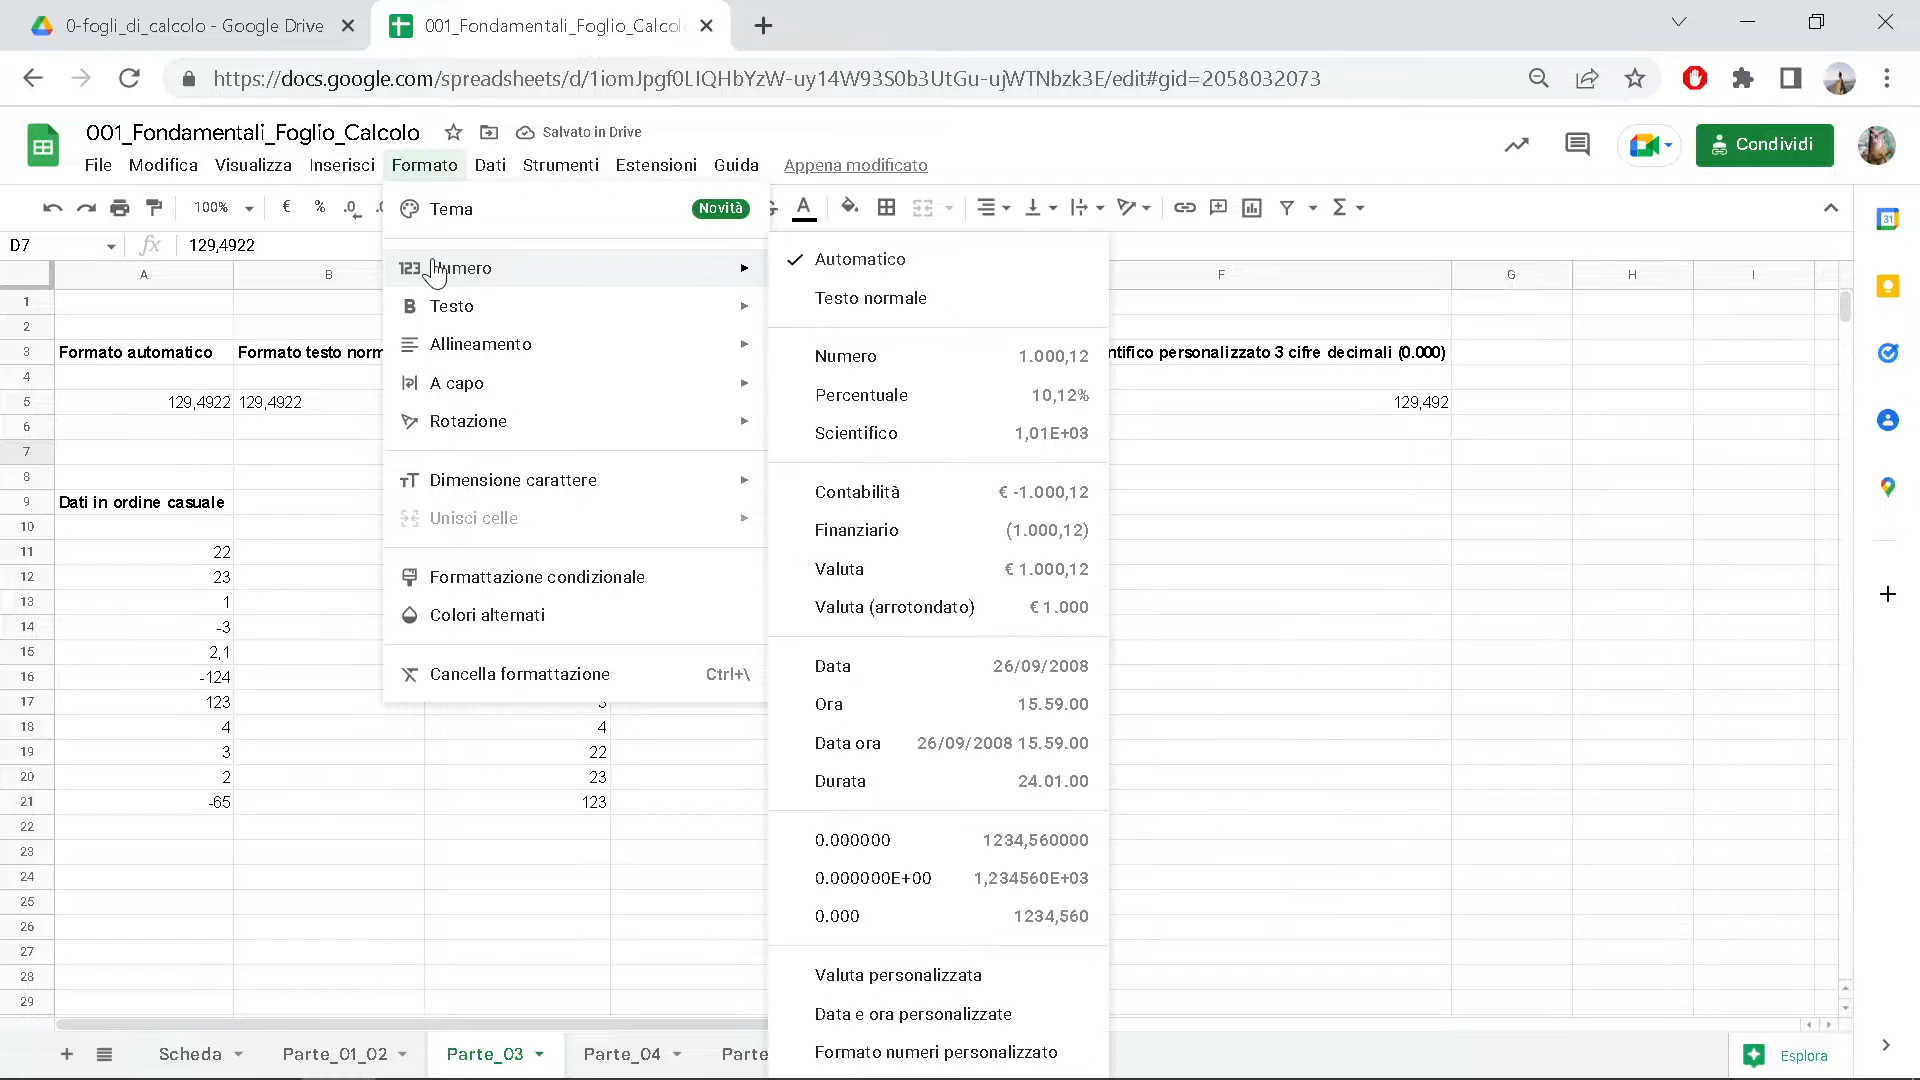 0-fogli_di_calcolo - Google Drive
001_Fondamentali_Foglio_Calcol
https://docs.google.com/spreadsheets/d/1iomJpgf0LIQHbYzW-uy14W93S0b3UtGu-ujWTNbzk3E/edit#gid=2058032073
001_Fondamentali_Foglio_Calcolo
Salvato in Drive
Condividi
File Modifica Visualizza Inserisci Formato Dati Strumenti Estensioni Guida Appena modificato
100% € % .0
D7 fx 129,4922
Tema Novità
123 Numero
B Testo
Allineamento
A capo
Rotazione
Dimensione carattere
Unisci celle
Formattazione condizionale
Colori alternati
Cancella formattazione Ctrl+\
Automatico
Testo normale
Numero 1.000,12
Percentuale 10,12%
Scientifico 1,01E+03
Contabilità € -1.000,12
Finanziario (1.000,12)
Valuta € 1.000,12
Valuta (arrotondato) € 1.000
Data 26/09/2008
Ora 15.59.00
Data ora 26/09/2008 15.59.00
Durata 24.01.00
0.000000 1234,560000
0.000000E+00 1,234560E+03
0.000 1234,560
Valuta personalizzata
Data e ora personalizzate
Formato numeri personalizzato
A B F G H I
1
2
3 Formato automatico Formato testo norm ntifico personalizzato 3 cifre decimali (0.000)
4
5 129,4922 129,4922 129,492
6
7
8
9 Dati in ordine casuale
10
11 22
12 23
13 1
14 -3
15 2,1
16 -124
17 123 3
18 4 4
19 3 22
20 2 23
21 -65 123
22
23
24
25
26
27
28
29
Scheda Parte_01_02 Parte_03 Parte_04 Parte
Esplora
31